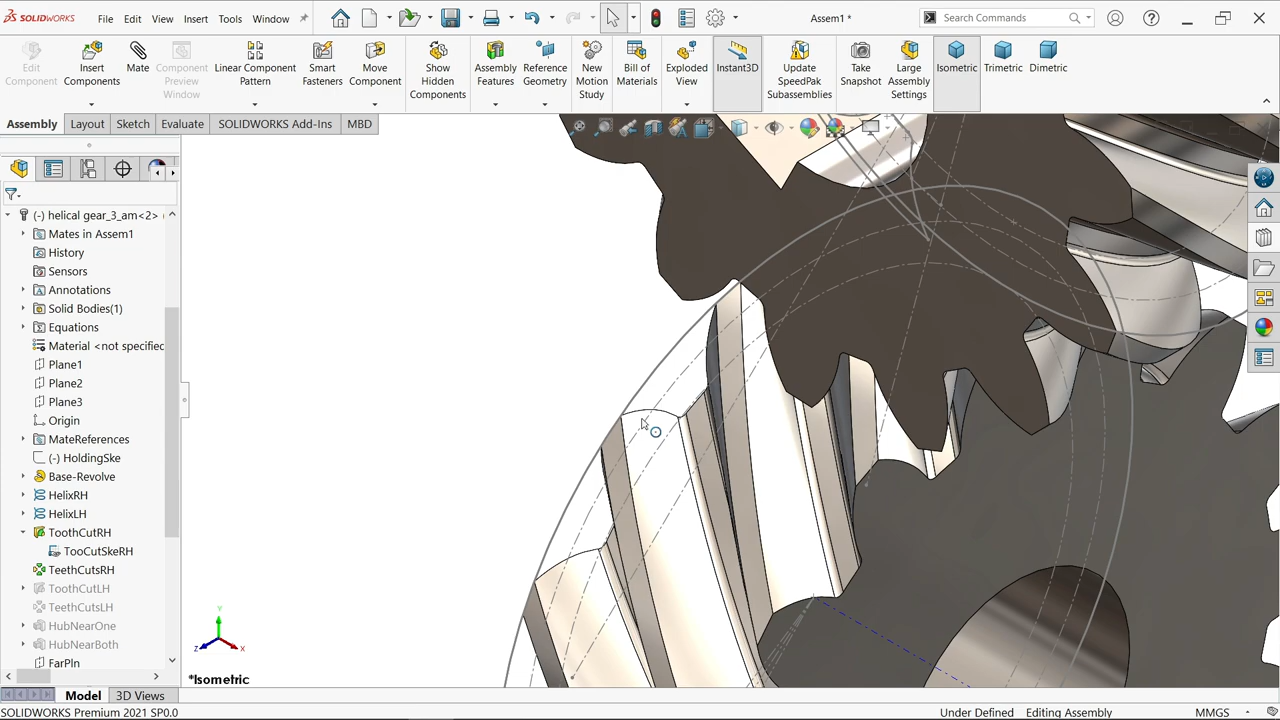 SOLIDWORKS
File Edit View Insert Tools Window
Assem1 *
Search Commands
Edit Component
Insert Components
Mate
Component Preview Window
Linear Component Pattern
Smart Fasteners
Move Component
Show Hidden Components
Assembly Features
Reference Geometry
New Motion Study
Bill of Materials
Exploded View
Instant3D
Update SpeedPak Subassemblies
Take Snapshot
Large Assembly Settings
Isometric
Trimetric
Dimetric
Assembly Layout Sketch Evaluate SOLIDWORKS Add-Ins MBD
(-) helical gear_3_am<2> (
Mates in Assem1
History
Sensors
Annotations
Solid Bodies(1)
Equations
Material <not specified
Plane1
Plane2
Plane3
Origin
MateReferences
(-) HoldingSke
Base-Revolve
HelixRH
HelixLH
ToothCutRH
TooCutSkeRH
TeethCutsRH
ToothCutLH
TeethCutsLH
HubNearOne
HubNearBoth
FarPln
Y
Z
X
*Isometric
Model 3D Views
SOLIDWORKS Premium 2021 SP0.0
Under Defined Editing Assembly MMGS